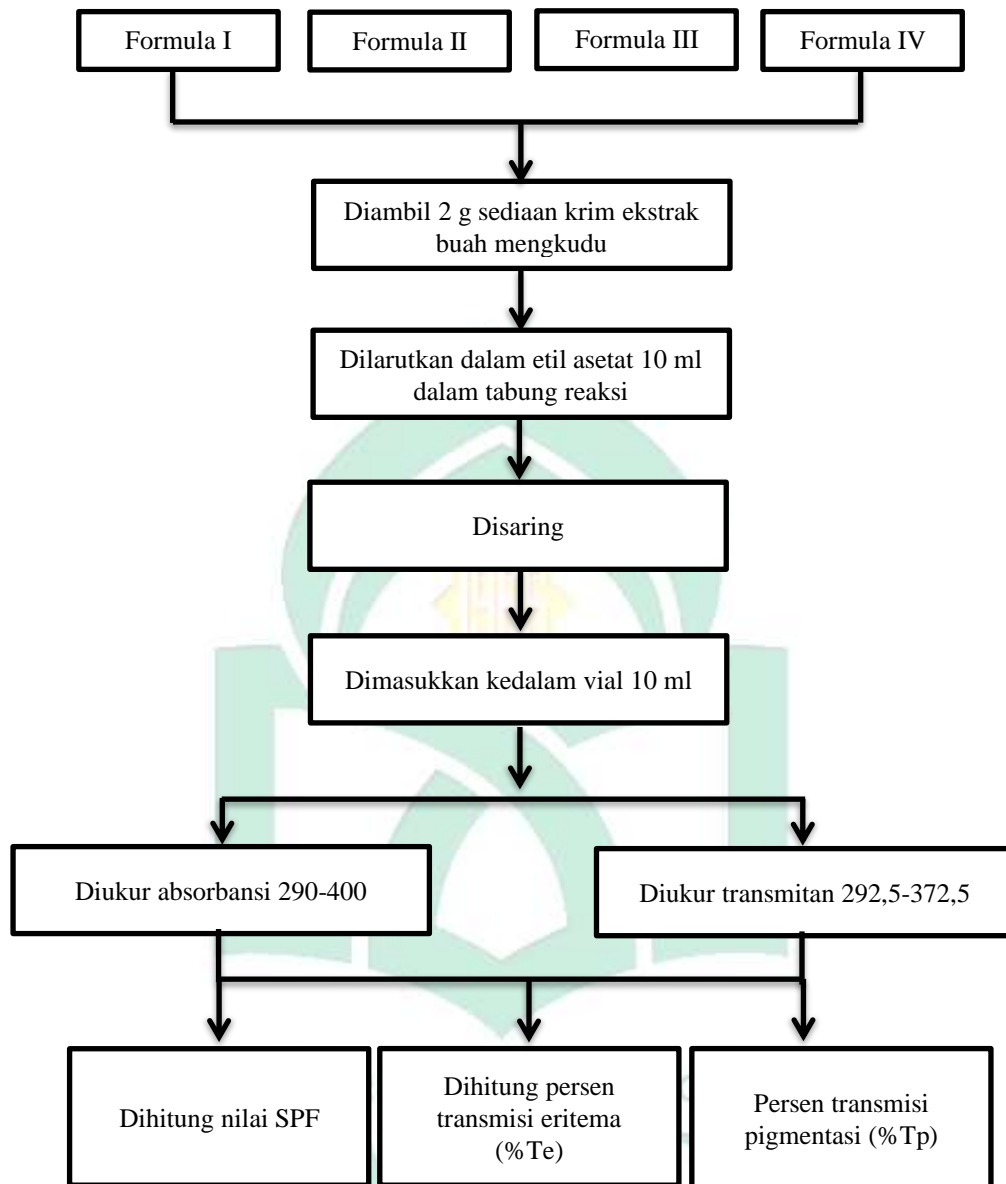 Formula I
Formula II
Formula III
Formula IV
Diambil 2 g sediaan krim ekstrak
buah mengkudu
Dilarutkan dalam etil asetat 10 ml
dalam tabung reaksi
Disaring
Dimasukkan kedalam vial 10 ml
Diukur absorbansi 290-400
Diukur transmitan 292,5-372,5
Dihitung nilai SPF
Dihitung persen
transmisi eritema
(%Te)
Persen transmisi
pigmentasi (%Tp)